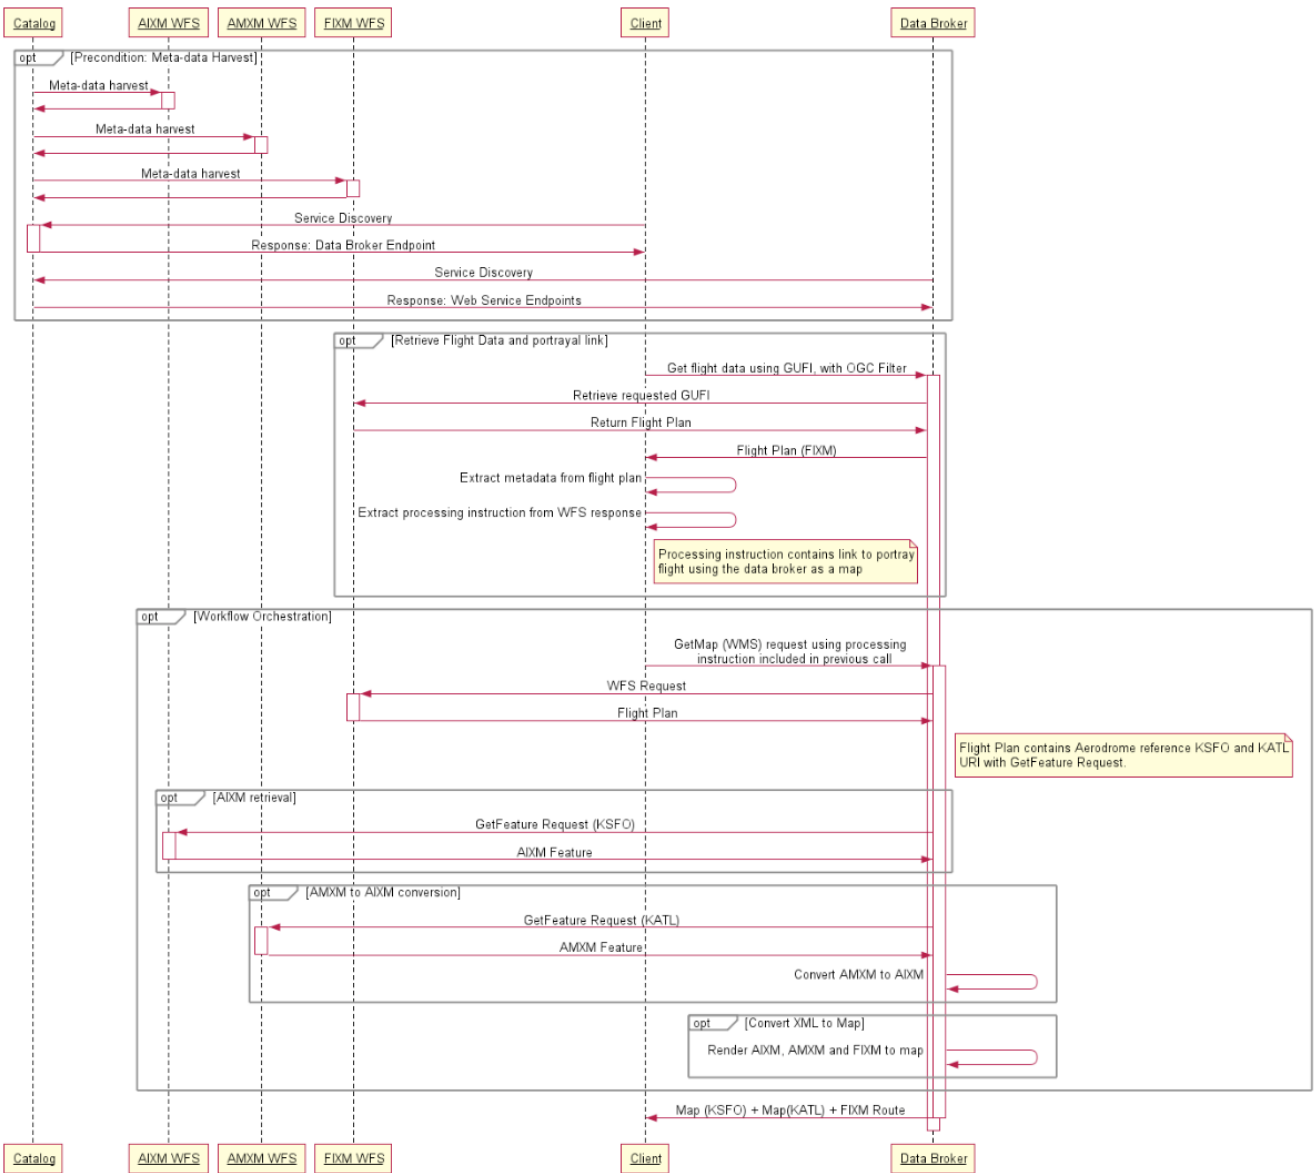 Catalog
AIXM WFS
AMXM WFS
FIXM WFS
Client
Data Broker
opt
[Precondition: Meta-data Harvest]
Meta-data harvest
Meta-data harvest
Meta-data harvest
Service Discovery
Response: Data Broker Endpoint
Service Discovery
Response: Web Service Endpoints
opt
[Retrieve Flight Data and portrayal link]
Get flight data using GUFI, with OGC Filter
Retrieve requested GUFI
Return Flight Plan
Flight Plan (FIXM)
Extract metadata from flight plan
Extract processing instruction from WFS response
Processing instruction contains link to portray
flight using the data broker as a map
opt
[Workflow Orchestration]
GetMap (WMS) request using processing
instruction included in previous call
WFS Request
Flight Plan
Flight Plan contains Aerodrome reference KSFO and KATL
URI with GetFeature Request.
opt
[AIXM retrieval]
GetFeature Request (KSFO)
AIXM Feature
opt
[AMXM to AIXM conversion]
GetFeature Request (KATL)
AMXM Feature
Convert AMXM to AIXM
opt
[Convert XML to Map]
Render AIXM, AMXM and FIXM to map
Map (KSFO) + Map(KATL) + FIXM Route
Catalog
AIXM WFS
AMXM WFS
FIXM WFS
Client
Data Broker